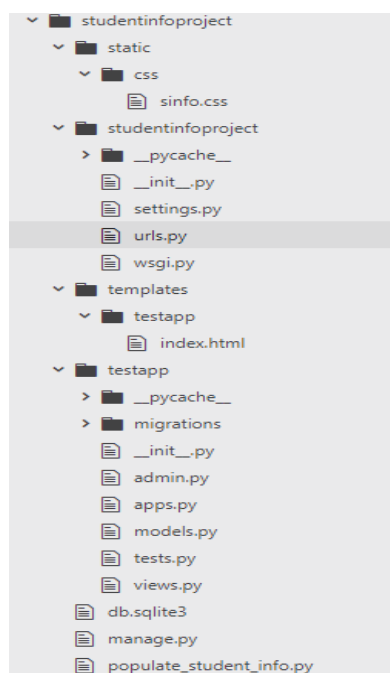 studentinfoproject
static
css
sinfo.css
studentinfoproject
__pycache__
__init__.py
settings.py
urls.py
wsgi.py
templates
testapp
index.html
testapp
__pycache__
migrations
__init__.py
admin.py
apps.py
models.py
tests.py
views.py
db.sqlite3
manage.py
populate_student_info.py